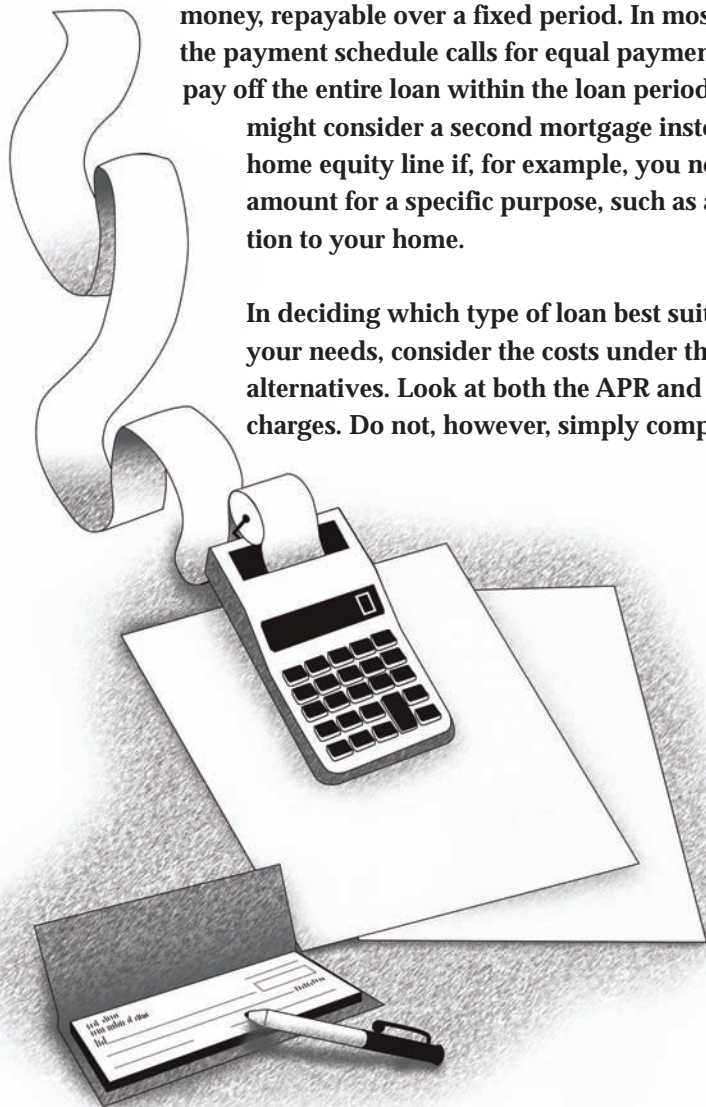 money, repayable over a fixed period. In mos
the payment schedule calls for equal paymen
pay off the entire loan within the loan period
might consider a second mortgage inste
home equity line if, for example, you ne
amount for a specific purpose, such as a
tion to your home.
In deciding which type of loan best suit
your needs, consider the costs under th
alternatives. Look at both the APR and
charges. Do not, however, simply comp
0